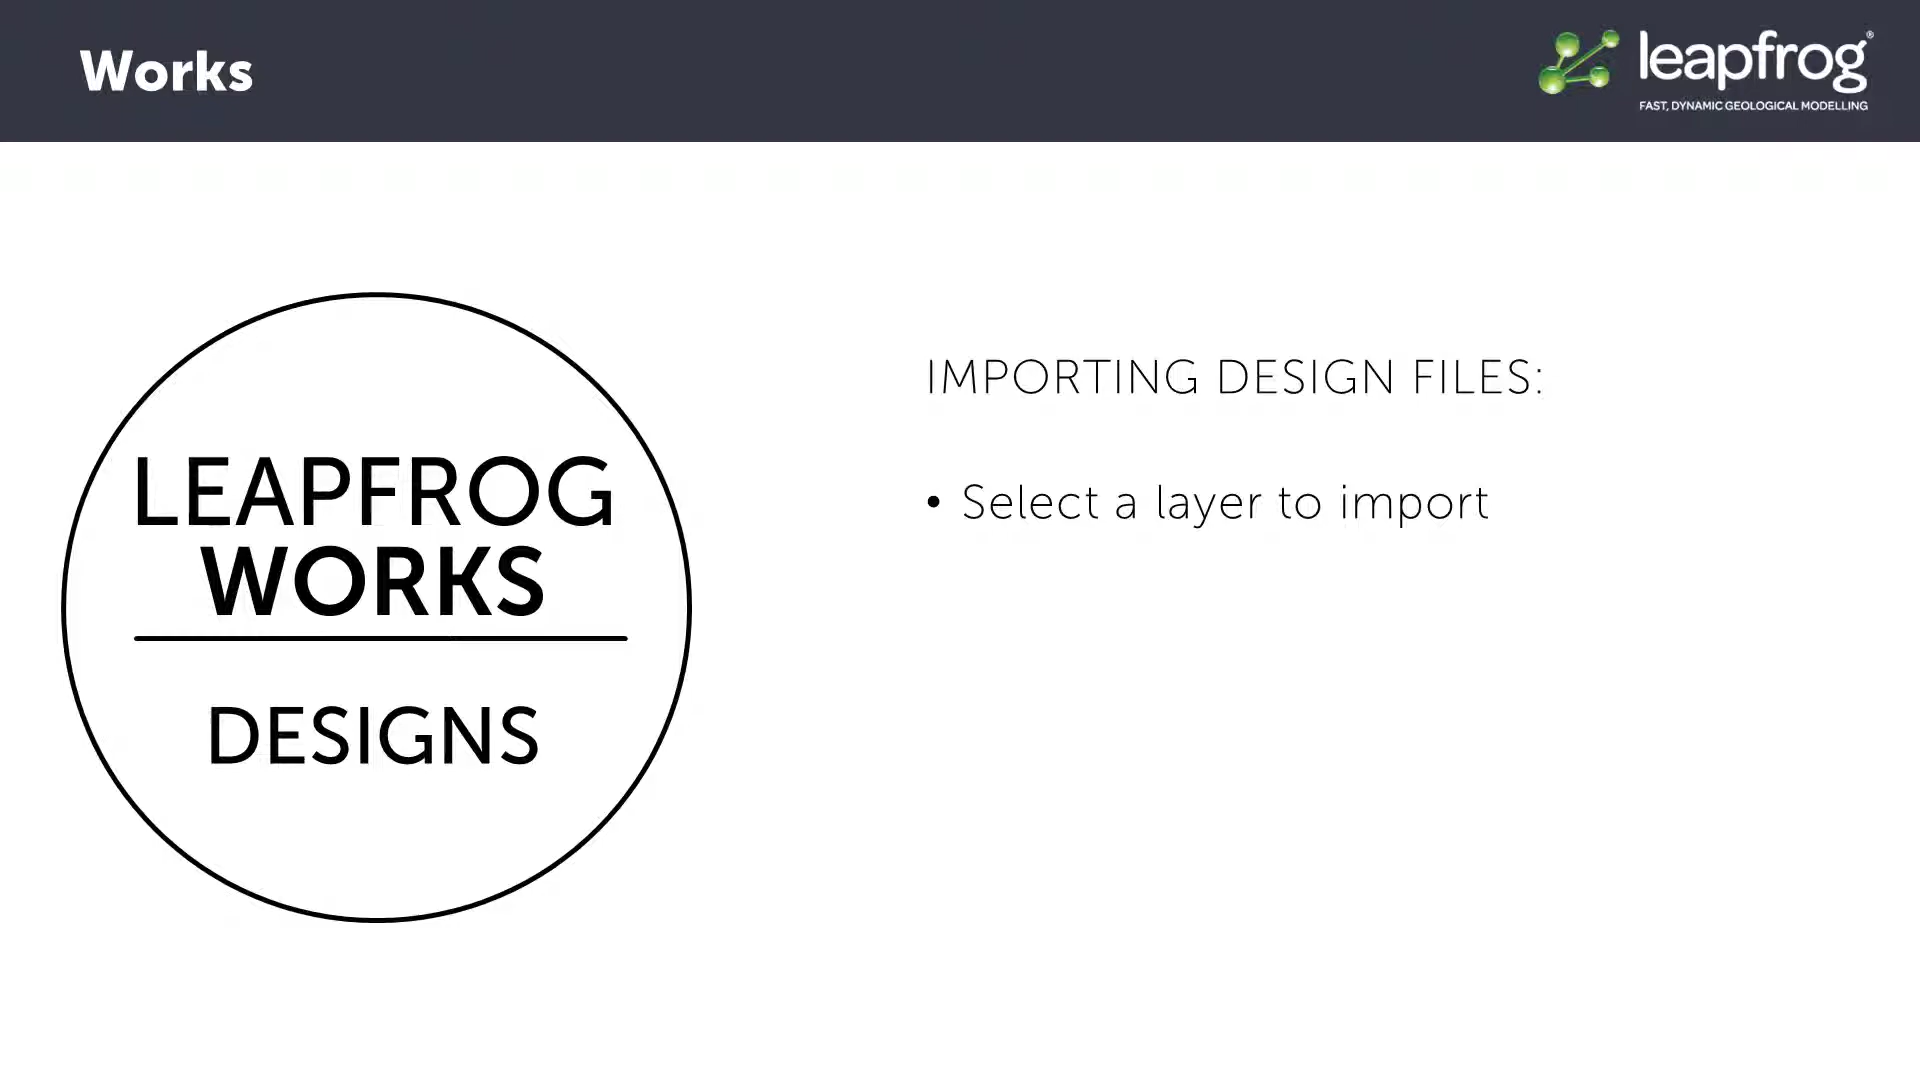 Works
leapfrog®
FAST, DYNAMIC GEOLOGICAL MODELLING
LEAPFROG
WORKS
DESIGNS
IMPORTING DESIGN FILES:
• Select a layer to import